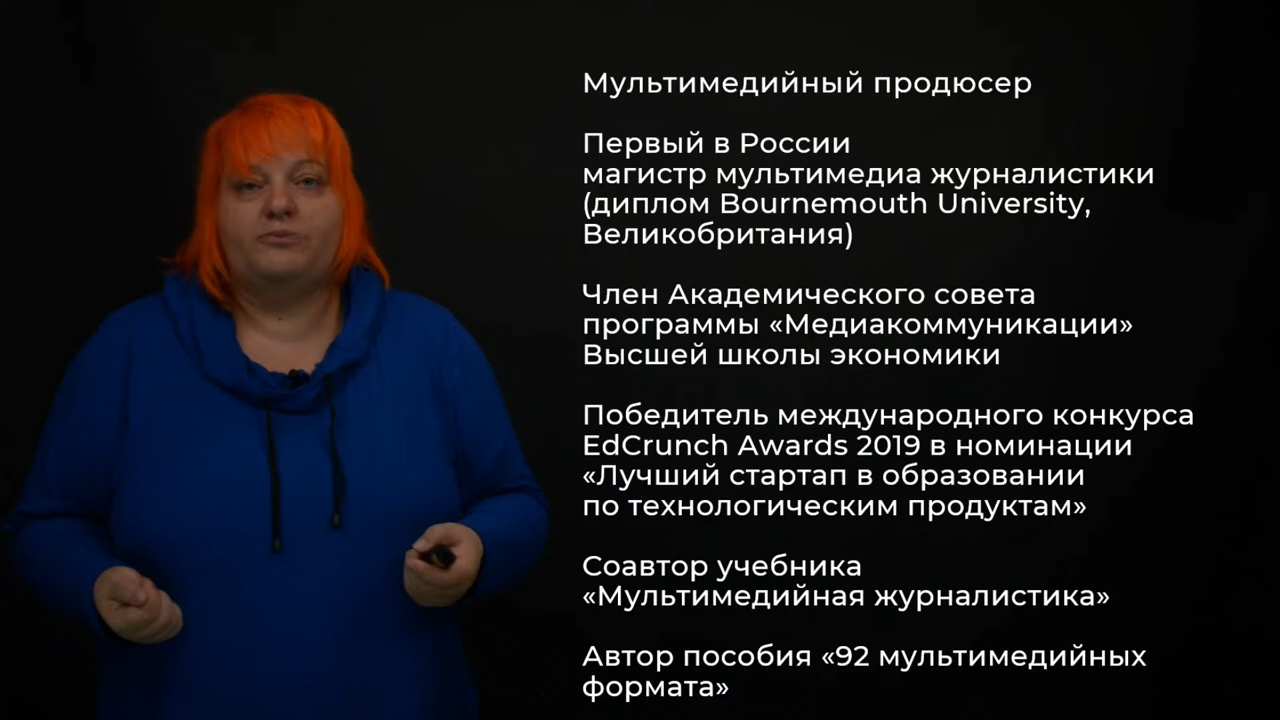 Мультимедийный продюсер
Первый в России
магистр мультимедиа журналистики
(диплом Bournemouth University,
Великобритания)
Член Академического совета
программы «Медиакоммуникации»
Высшей школы экономики
Победитель международного конкурса
EdCrunch Awards 2019 в номинации
«Лучший стартап в образовании
по технологическим продуктам»
Соавтор учебника
«Мультимедийная журналистика»
Автор пособия «92 мультимедийных
формата»